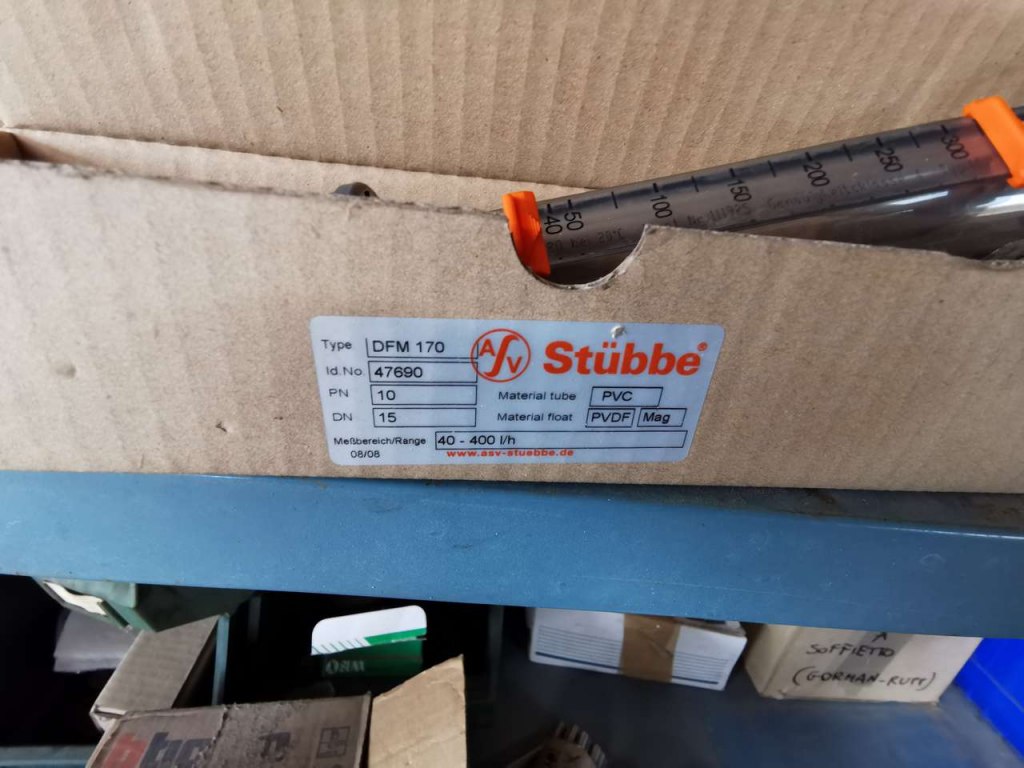 300
250
200
150
100
50
40
Type DFM 170
ASV Stübbe®
Id.No. 47690
PN 10 Material tube PVC
DN 15 Material float PVDF Mag
Meßbereich/Range 40 - 400 l/h
08/08 www.asv-stuebbe.de
A
SOFFIETTO
(GORMAN-RUPP)